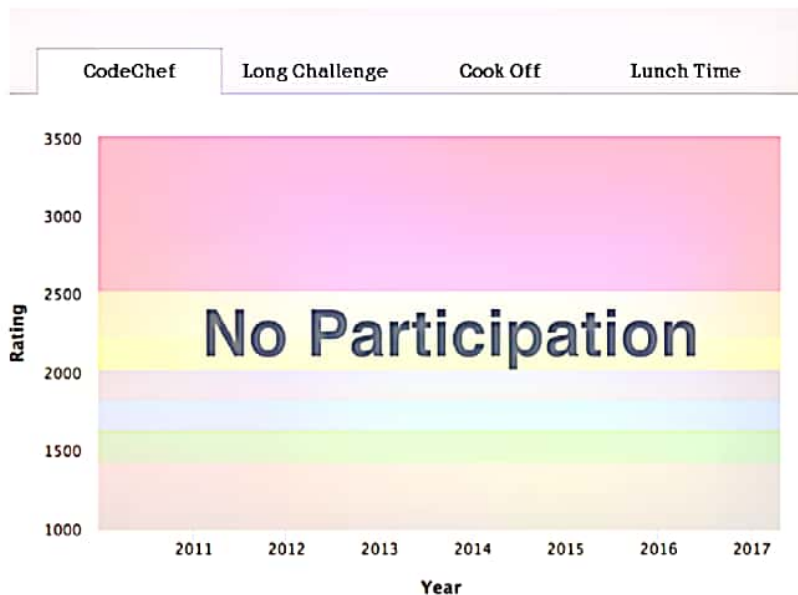 CodeChef Long Challenge Cook Off Lunch Time
3500
3000
2500
No Participation
Rating
2000
1500
1000
2011 2012 2013 2014 2015 2016 2017
Year